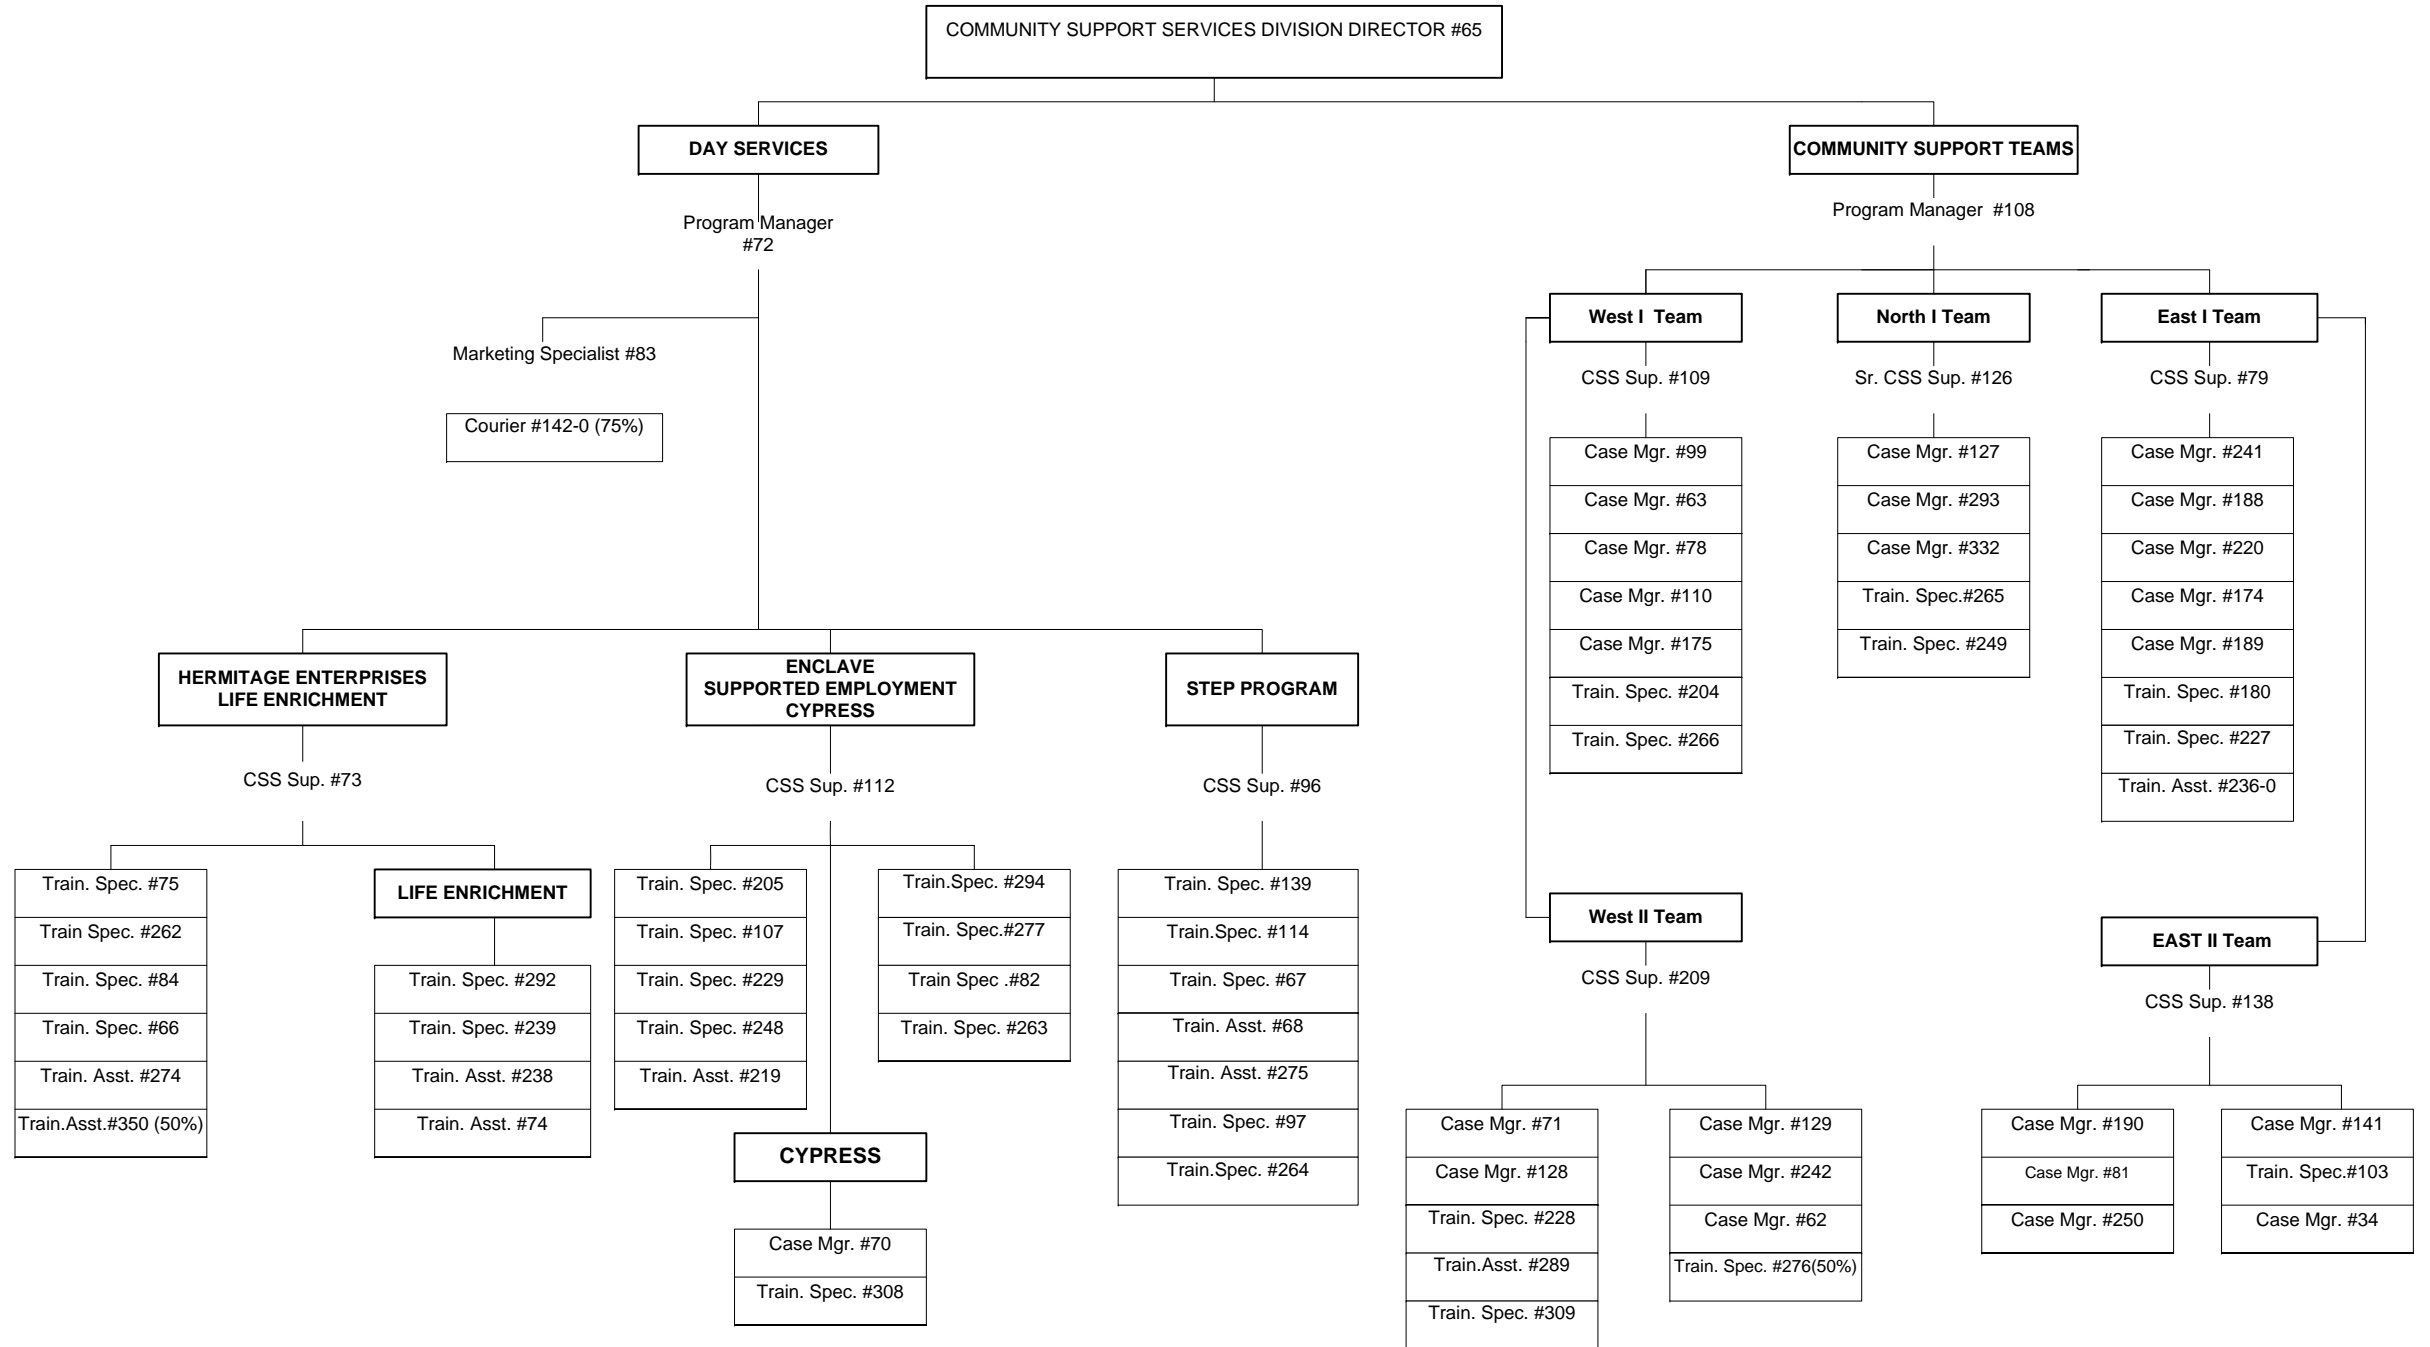 COMMUNITY SUPPORT SERVICES DIVISION DIRECTOR #65
DAY SERVICES
Program Manager
#72
Marketing Specialist #83
Courier #142-0 (75%)
HERMITAGE ENTERPRISES
LIFE ENRICHMENT
CSS Sup. #73
Train. Spec. #75
Train Spec. #262
Train. Spec. #84
Train. Spec. #66
Train. Asst. #274
Train.Asst.#350 (50%)
LIFE ENRICHMENT
Train. Spec. #292
Train. Spec. #239
Train. Asst. #238
Train. Asst. #74
ENCLAVE
SUPPORTED EMPLOYMENT
CYPRESS
CSS Sup. #112
Train. Spec. #205
Train. Spec. #107
Train. Spec. #229
Train. Spec. #248
Train. Asst. #219
Train.Spec. #294
Train. Spec.#277
Train Spec .#82
Train. Spec. #263
CYPRESS
Case Mgr. #70
Train. Spec. #308
STEP PROGRAM
CSS Sup. #96
Train. Spec. #139
Train.Spec. #114
Train. Spec. #67
Train. Asst. #68
Train. Asst. #275
Train. Spec. #97
Train.Spec. #264
COMMUNITY SUPPORT TEAMS
Program Manager #108
West I Team
CSS Sup. #109
Case Mgr. #99
Case Mgr. #63
Case Mgr. #78
Case Mgr. #110
Case Mgr. #175
Train. Spec. #204
Train. Spec. #266
North I Team
Sr. CSS Sup. #126
Case Mgr. #127
Case Mgr. #293
Case Mgr. #332
Train. Spec.#265
Train. Spec. #249
East I Team
CSS Sup. #79
Case Mgr. #241
Case Mgr. #188
Case Mgr. #220
Case Mgr. #174
Case Mgr. #189
Train. Spec. #180
Train. Spec. #227
Train. Asst. #236-0
West II Team
CSS Sup. #209
Case Mgr. #71
Case Mgr. #128
Train. Spec. #228
Train.Asst. #289
Train. Spec. #309
Case Mgr. #129
Case Mgr. #242
Case Mgr. #62
Train. Spec. #276(50%)
EAST II Team
CSS Sup. #138
Case Mgr. #190
Case Mgr. #81
Case Mgr. #250
Case Mgr. #141
Train. Spec.#103
Case Mgr. #34